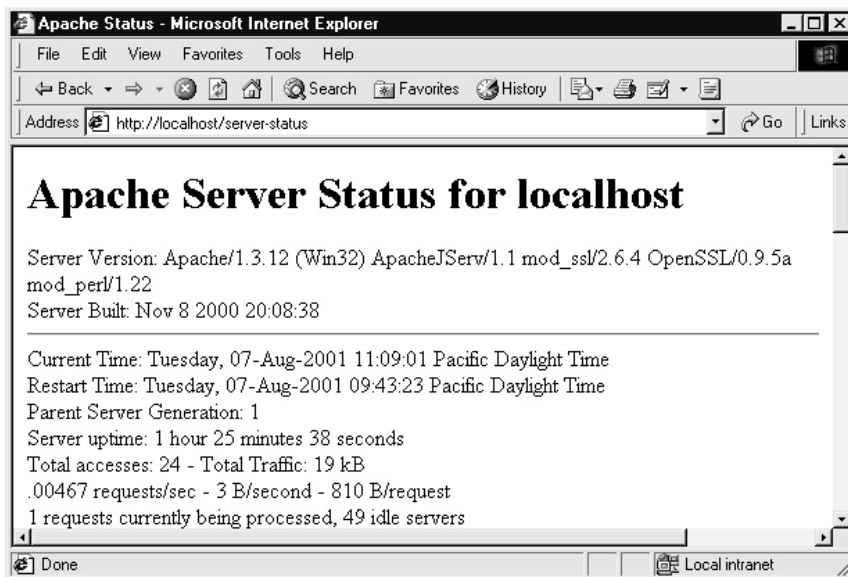 Apache Status - Microsoft Internet Explorer
File Edit View Favorites Tools Help
Back Search Favorites History
Address http://localhost/server-status Go Links
Apache Server Status for localhost
Server Version: Apache/1.3.12 (Win32) ApacheJServ/1.1 mod_ssl/2.6.4 OpenSSL/0.9.5a
mod_perl/1.22
Server Built: Nov 8 2000 20:08:38
Current Time: Tuesday, 07-Aug-2001 11:09:01 Pacific Daylight Time
Restart Time: Tuesday, 07-Aug-2001 09:43:23 Pacific Daylight Time
Parent Server Generation: 1
Server uptime: 1 hour 25 minutes 38 seconds
Total accesses: 24 - Total Traffic: 19 kB
.00467 requests/sec - 3 B/second - 810 B/request
1 requests currently being processed, 49 idle servers
Done Local intranet